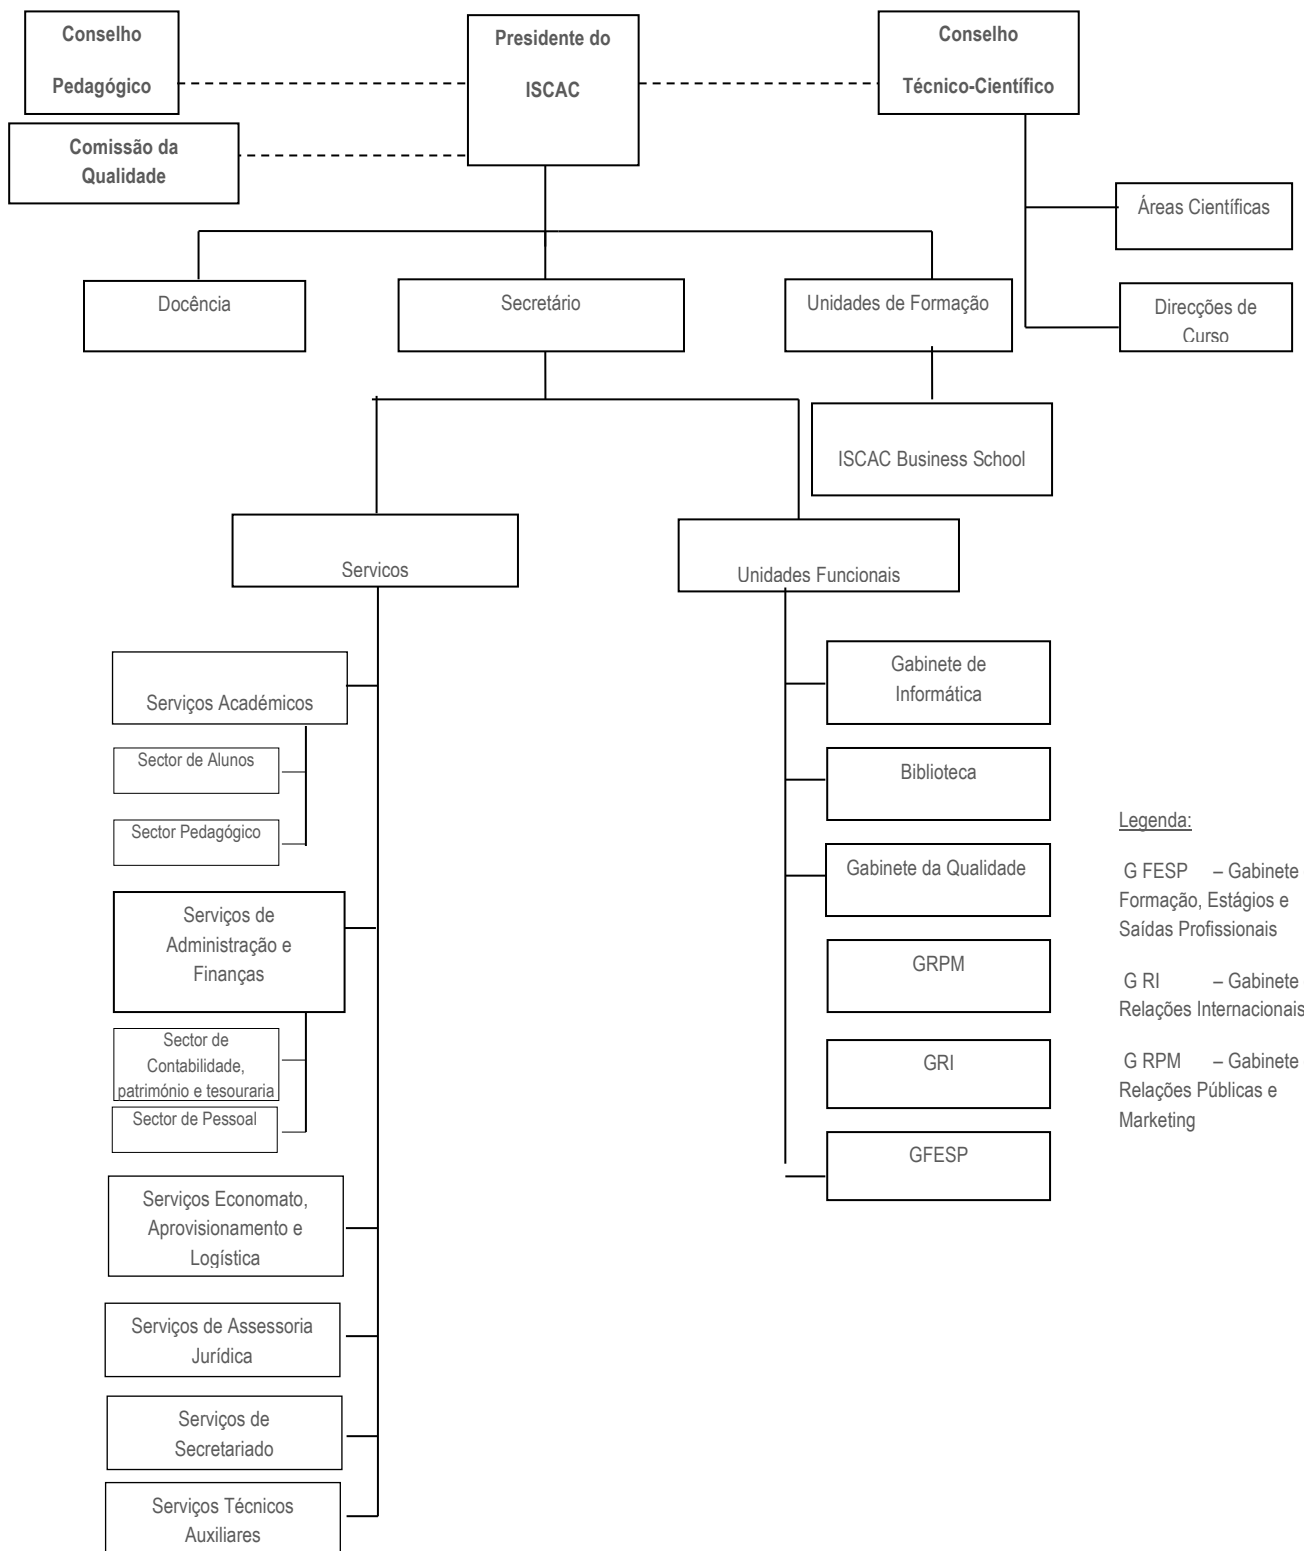 Conselho
Pedagógico
Presidente do
ISCAC
Conselho
Técnico-Científico
Comissão da
Qualidade
Áreas Científicas
Direcções de
Curso
Docência
Secretário
Unidades de Formação
ISCAC Business School
Servicos
Unidades Funcionais
Serviços Académicos
Sector de Alunos
Sector Pedagógico
Serviços de
Administração e
Finanças
Sector de
Contabilidade,
património e tesouraria
Sector de Pessoal
Serviços Economato,
Aprovisionamento e
Logística
Serviços de Assessoria
Jurídica
Serviços de
Secretariado
Serviços Técnicos
Auxiliares
Gabinete de
Informática
Biblioteca
Gabinete da Qualidade
GRPM
GRI
GFESP
Legenda:
G FESP – Gabinete
Formação, Estágios e
Saídas Profissionais
G RI – Gabinete
Relações Internacionais
G RPM – Gabinete
Relações Públicas e
Marketing